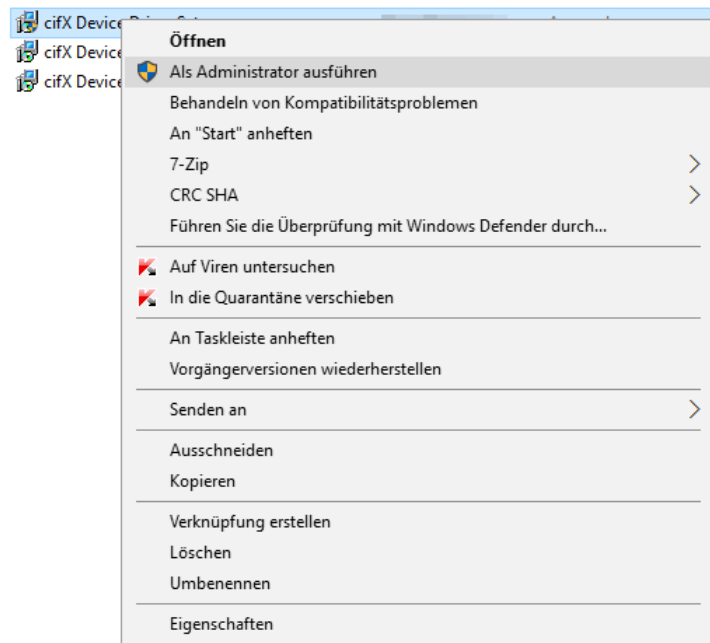 cifX Device
Öffnen
cifX Device
Als Administrator ausführen
cifX Device
Behandeln von Kompatibilitätsproblemen
An "Start" anheften
7-Zip
CRC SHA
Führen Sie die Überprüfung mit Windows Defender durch...
Auf Viren untersuchen
In die Quarantäne verschieben
An Taskleiste anheften
Vorgängerversionen wiederherstellen
Senden an
Ausschneiden
Kopieren
Verknüpfung erstellen
Löschen
Umbenennen
Eigenschaften